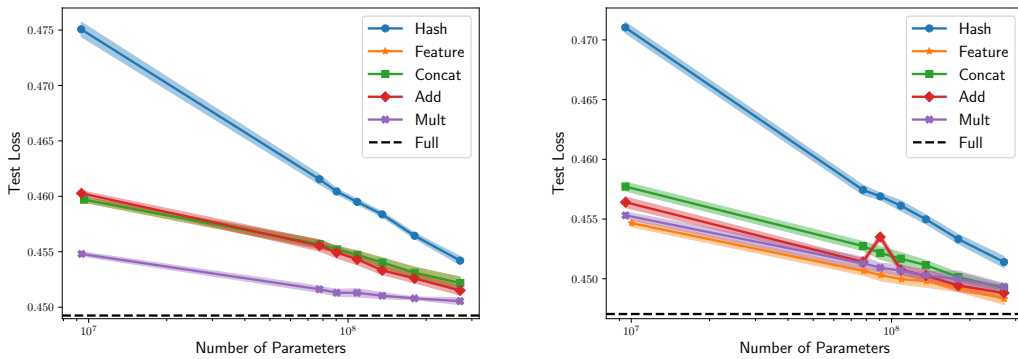 0.475
0.470
0.465
0.460
0.455
0.450
Test Loss
10⁷
10⁸
Number of Parameters
Hash
Feature
Concat
Add
Mult
Full
0.470
0.465
0.460
0.455
0.450
Test Loss
10⁷
10⁸
Number of Parameters
Hash
Feature
Concat
Add
Mult
Full